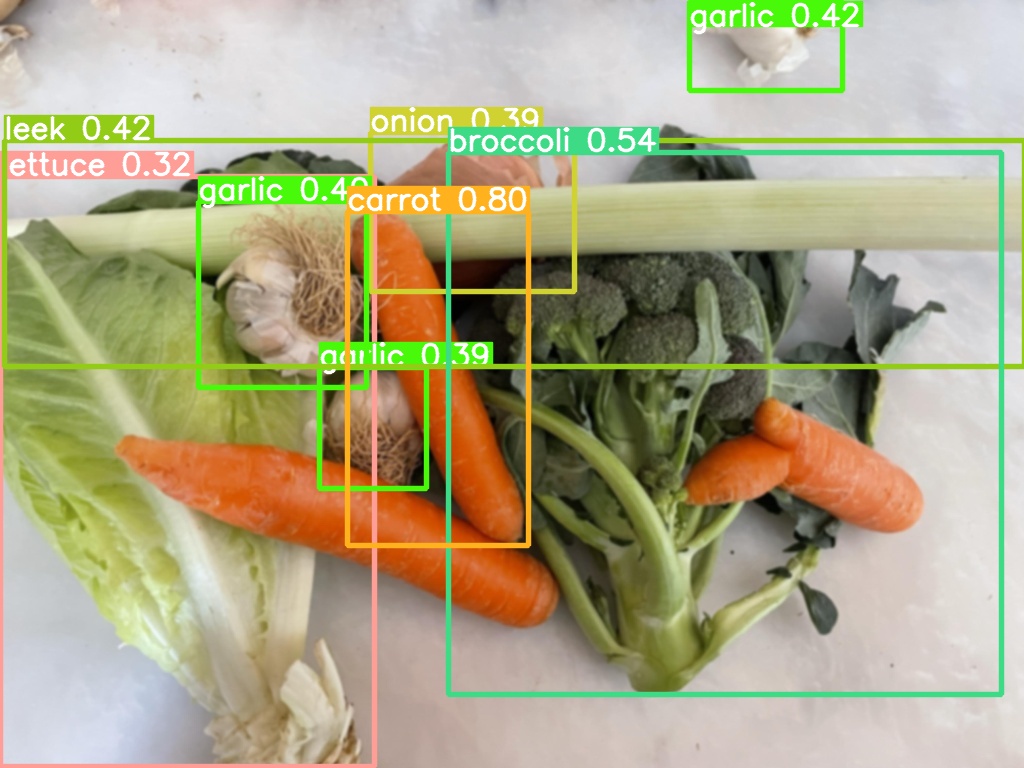 garlic 0.42
leek 0.42
onion 0.39
broccoli 0.54
ettuce 0.32
garlic 0.40
carrot 0.80
garlic 0.39